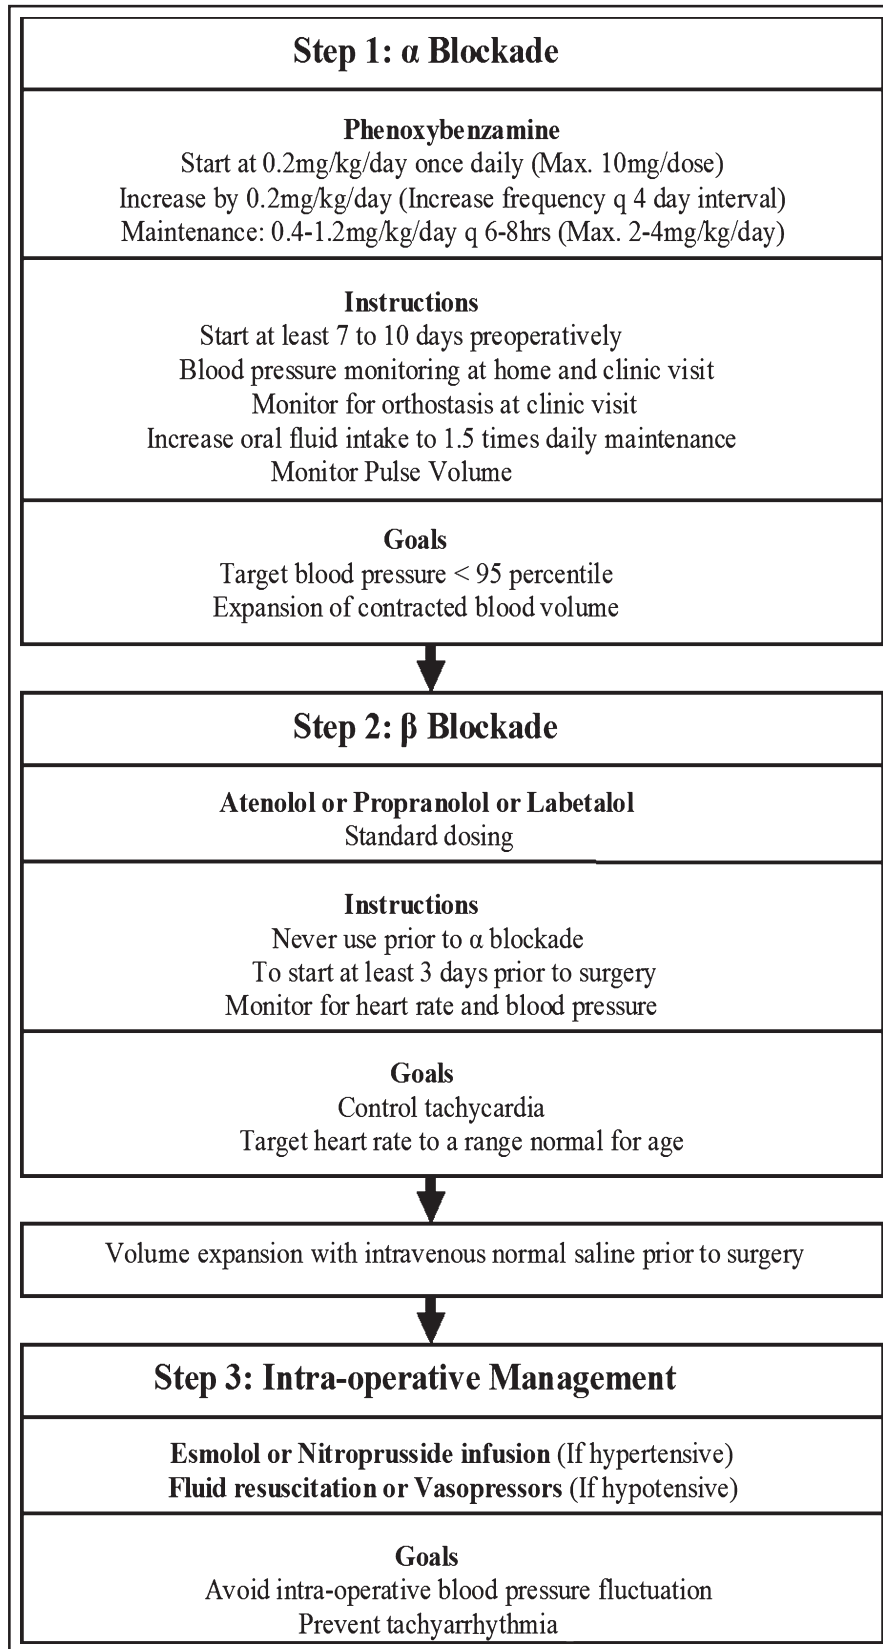 Step 1: α Blockade
Phenoxybenzamine
Start at 0.2mg/kg/day once daily (Max. 10mg/dose)
Increase by 0.2mg/kg/day (Increase frequency q 4 day interval)
Maintenance: 0.4-1.2mg/kg/day q 6-8hrs (Max. 2-4mg/kg/day)
Instructions
Start at least 7 to 10 days preoperatively
Blood pressure monitoring at home and clinic visit
Monitor for orthostasis at clinic visit
Increase oral fluid intake to 1.5 times daily maintenance
Monitor Pulse Volume
Goals
Target blood pressure < 95 percentile
Expansion of contracted blood volume
Step 2: β Blockade
Atenolol or Propranolol or Labetalol
Standard dosing
Instructions
Never use prior to α blockade
To start at least 3 days prior to surgery
Monitor for heart rate and blood pressure
Goals
Control tachycardia
Target heart rate to a range normal for age
Volume expansion with intravenous normal saline prior to surgery
Step 3: Intra-operative Management
Esmolol or Nitroprusside infusion (If hypertensive)
Fluid resuscitation or Vasopressors (If hypotensive)
Goals
Avoid intra-operative blood pressure fluctuation
Prevent tachyarrhythmia